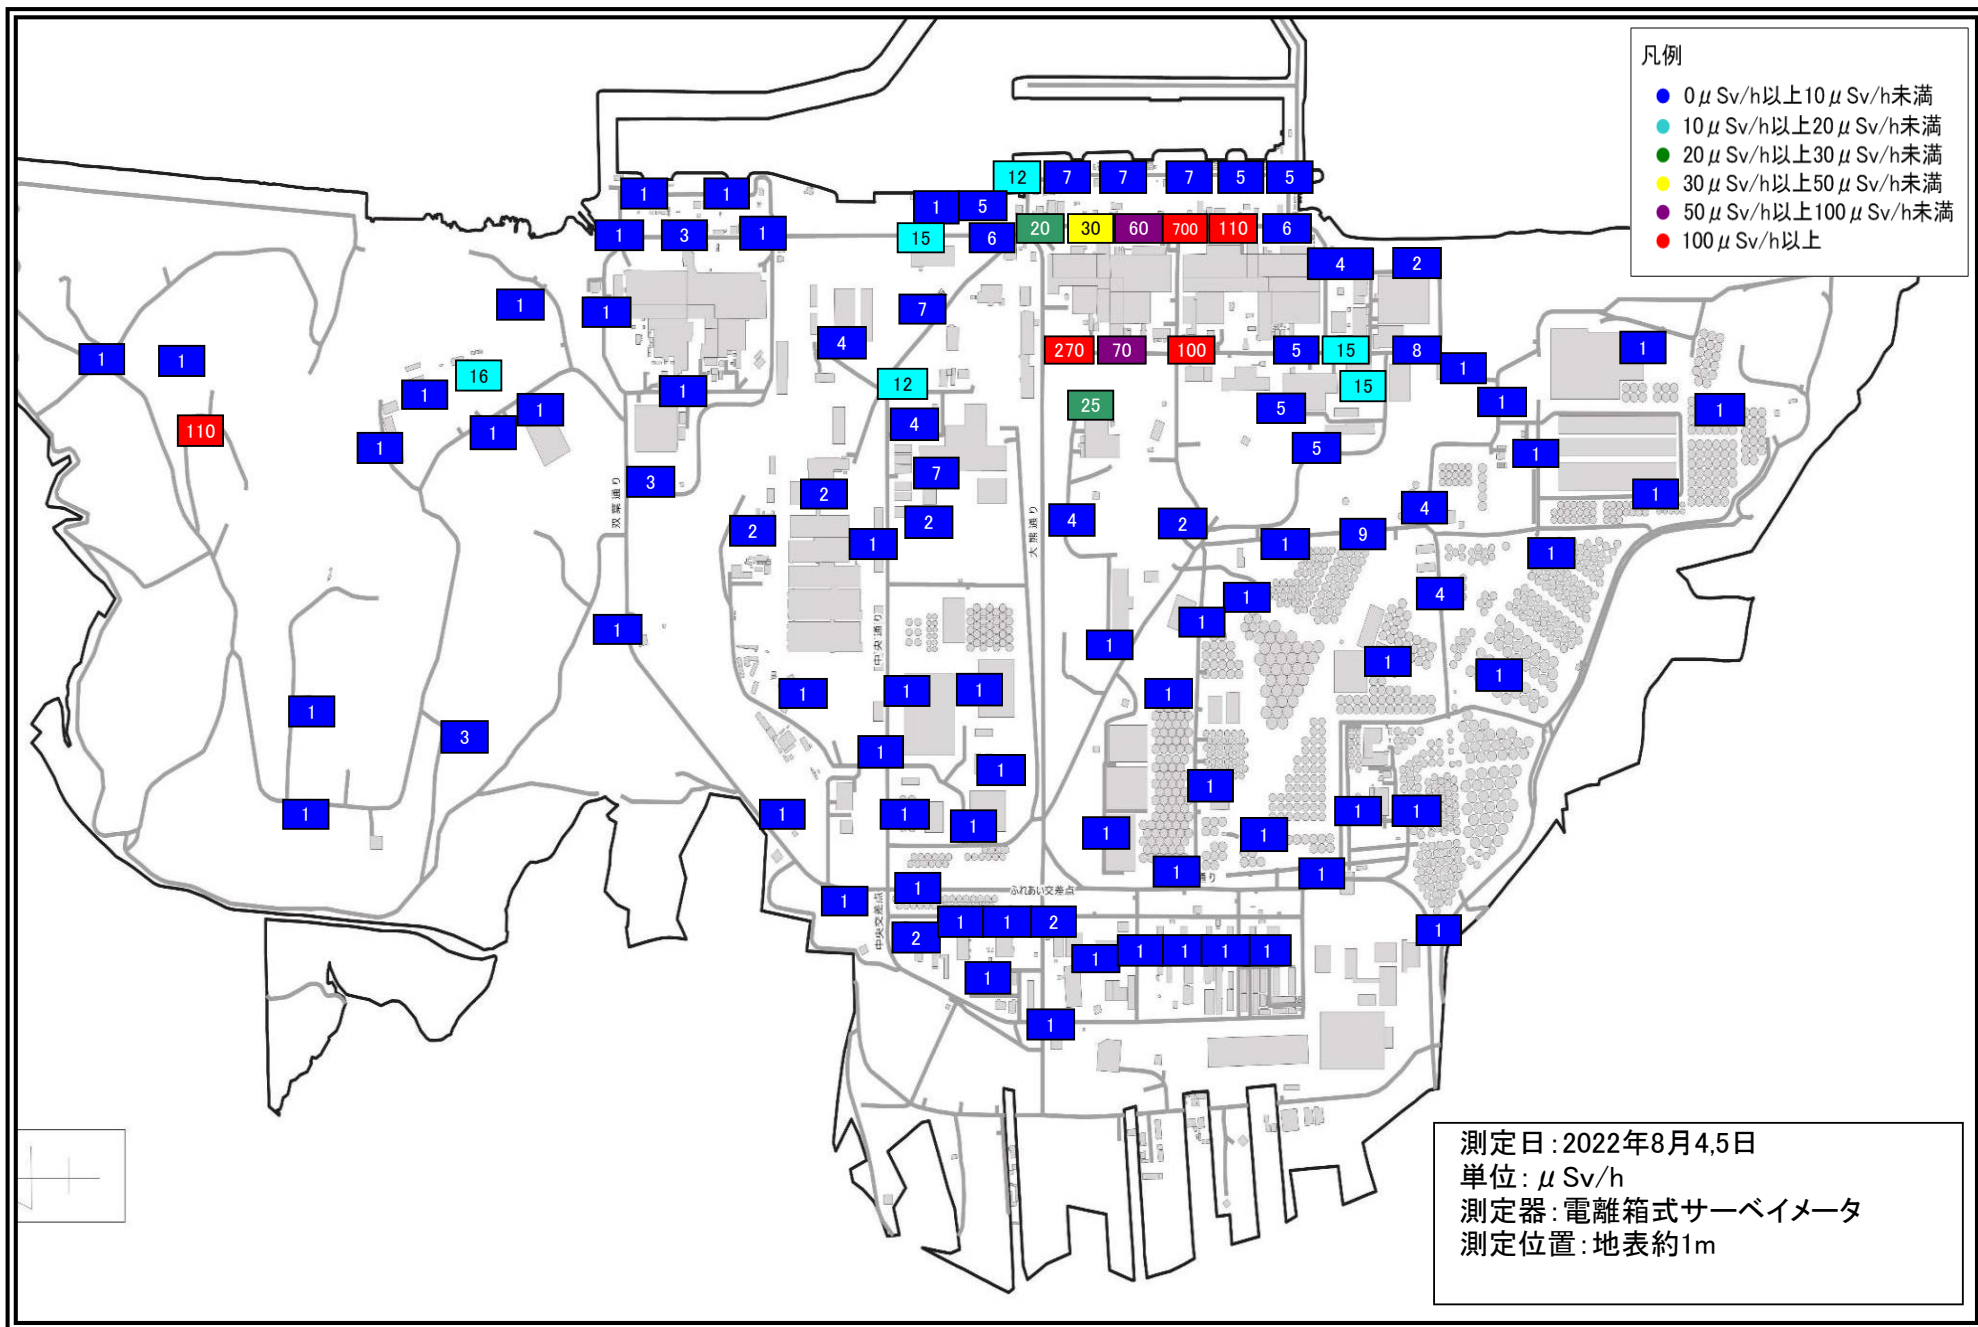 凡例
0μSv/h以上10μSv/h未満
10μSv/h以上20μSv/h未満
20μSv/h以上30μSv/h未満
30μSv/h以上50μSv/h未満
50μSv/h以上100μSv/h未満
100μSv/h以上
12 7 7 7 5 5
1 1 1 5
1 3 1 15 6 20 30 60 700 110 6
4 2
1 1 7
4
1 1 270 70 100 5 15 8 1 1
16 12 15
1 1 1 25 5 1 1
110 1 1 4 5 1
3 7
2 2 4 1
2 1 4 2 1 9 1
双葉通り
大熊通り
1 4
1 1 1
中央通り
1 1
1 1 1 1
1 3
1 1
1
1 1 1 1 1 1
1 1
1 1
通り
1 ふれあい交差点
1
中央交差点
2 1 1 2 1
1 1 1 1 1
1
1
測定日:2022年8月4,5日
単位:μSv/h
測定器:電離箱式サーベイメータ
測定位置:地表約1m